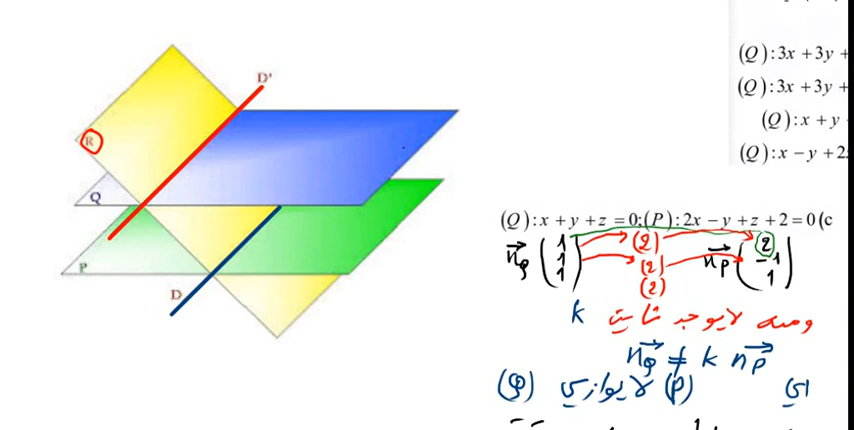 (Q):3x+3y+
(Q):3x+3y+
(Q):x+y
(Q):x−y+2
D'
R
Q
P
D
(Q):x+y+z=0;(P):2x−y+z+2=0(c
n⃗Q (1 1 1) (2) (2) (2) n⃗P (2 −1 1)
ومنه لا يوجد ثابت k
n⃗Q ≠ k n⃗P
اي (P) لا يوازي (Q)